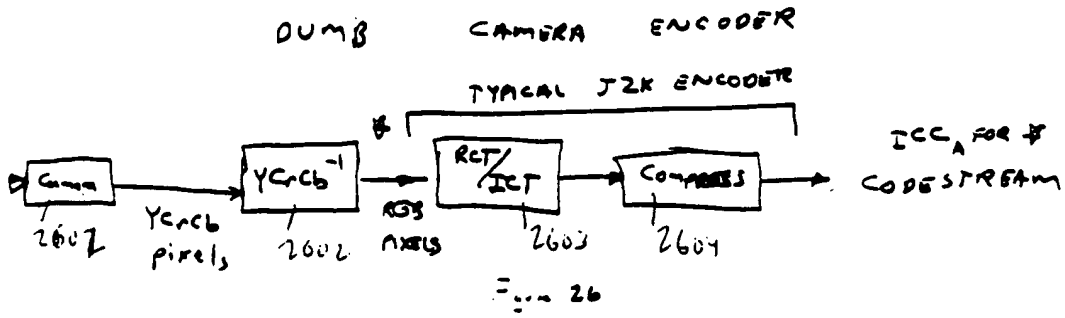 DUMB CAMERA ENCODER
TYPICAL J2K ENCODER
*
ICC_A FOR *
CODESTREAM
YCrCb⁻¹
RCT/ICT
COMPRESS
YCrCb
pixels
RGB
PIXELS
2602
2603
2604
Figure 26